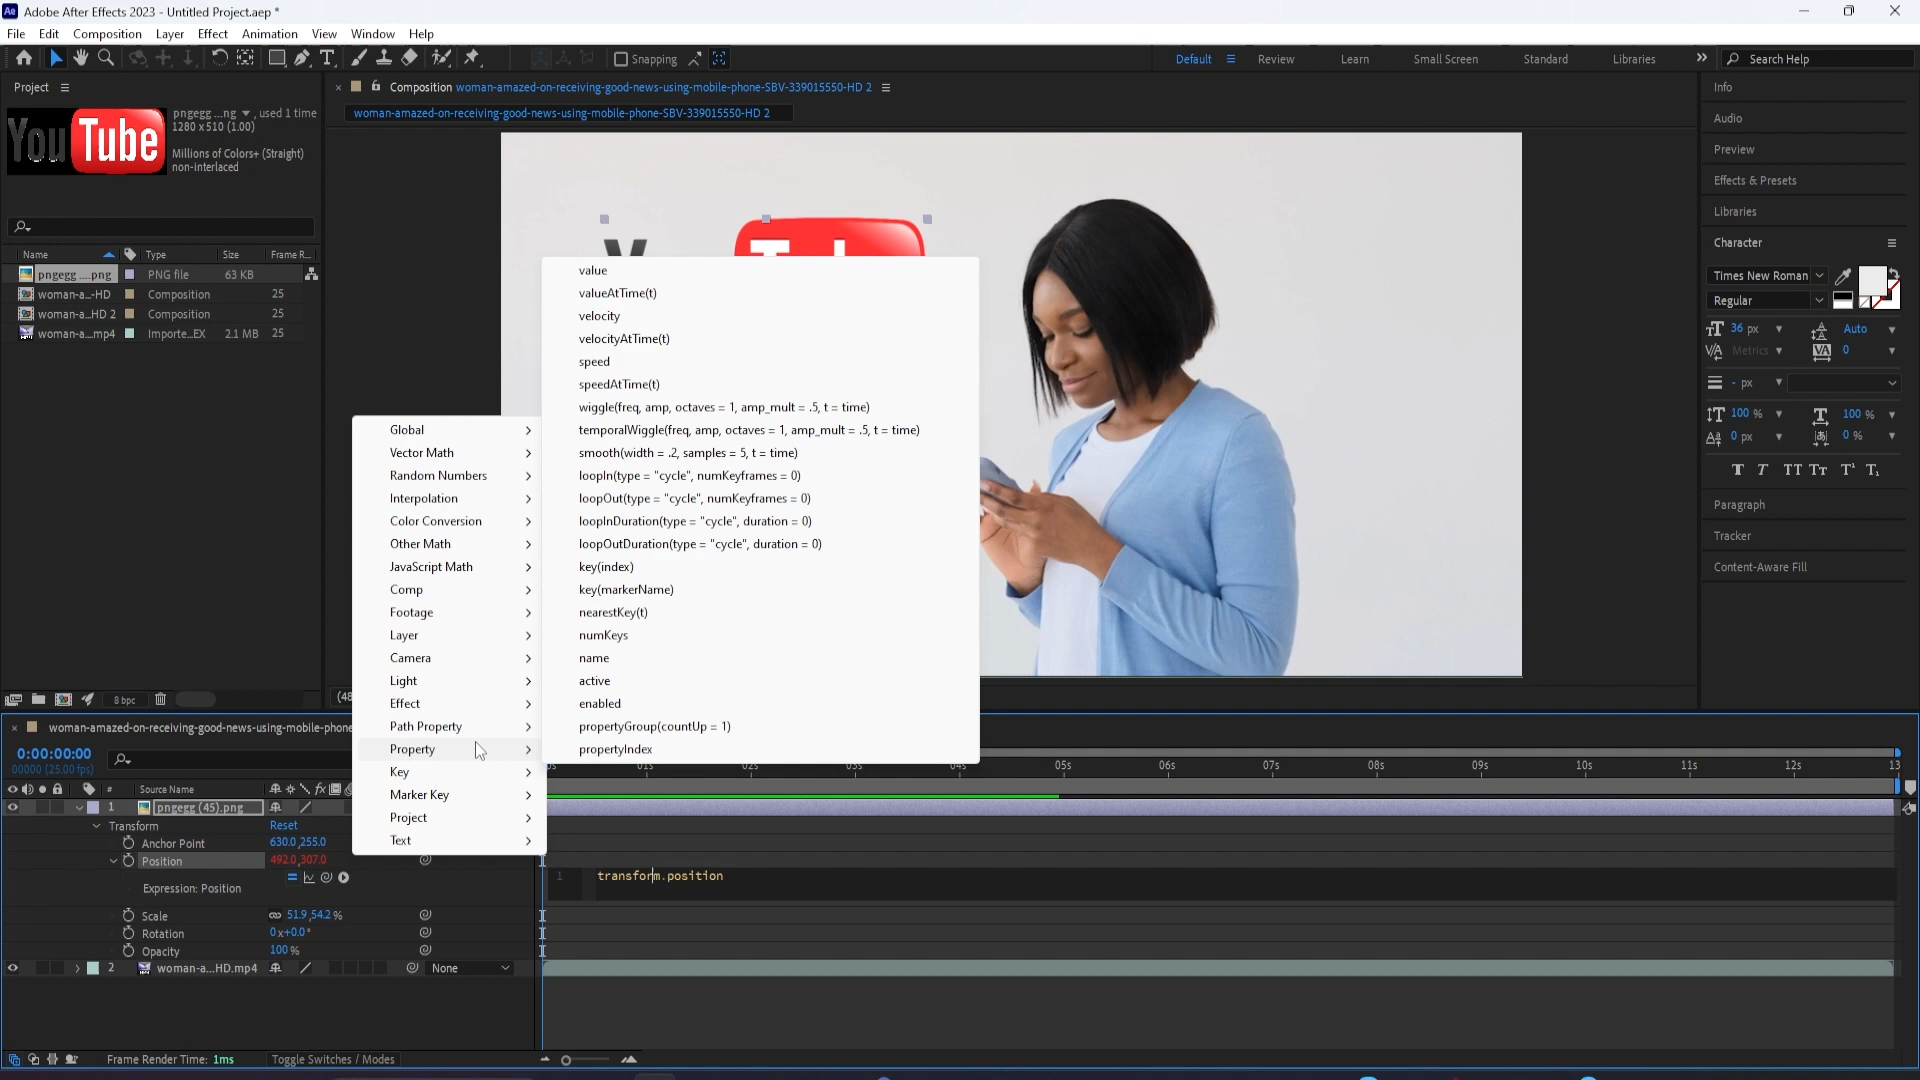 Ae Adobe After Effects 2023 - Untitled Project.aep *
File Edit Composition Layer Effect Animation View Window Help
Snapping
Default Review Learn Small Screen Standard Libraries Search Help
Project
YouTube
pngegg ...ng ▾ , used 1 time
1280 x 510 (1.00)
Millions of Colors+ (Straight)
non-interlaced
Name Type Size Frame R...
pngegg ....png PNG file 63 KB
woman-a...-HD Composition 25
woman-a...HD 2 Composition 25
woman-a....mp4 Importe...EX 2.1 MB 25
8 bpc
Composition woman-amazed-on-receiving-good-news-using-mobile-phone-SBV-339015550-HD 2
woman-amazed-on-receiving-good-news-using-mobile-phone-SBV-339015550-HD 2
(48
Global
Vector Math
Random Numbers
Interpolation
Color Conversion
Other Math
JavaScript Math
Comp
Footage
Layer
Camera
Light
Effect
Path Property
Property
Key
Marker Key
Project
Text
value
valueAtTime(t)
velocity
velocityAtTime(t)
speed
speedAtTime(t)
wiggle(freq, amp, octaves = 1, amp_mult = .5, t = time)
temporalWiggle(freq, amp, octaves = 1, amp_mult = .5, t = time)
smooth(width = .2, samples = 5, t = time)
loopIn(type = "cycle", numKeyframes = 0)
loopOut(type = "cycle", numKeyframes = 0)
loopInDuration(type = "cycle", duration = 0)
loopOutDuration(type = "cycle", duration = 0)
key(index)
key(markerName)
nearestKey(t)
numKeys
name
active
enabled
propertyGroup(countUp = 1)
propertyIndex
Info
Audio
Preview
Effects & Presets
Libraries
Character
Times New Roman
Regular
36 px Auto
Metrics 0
- px
100 % 100 %
0 px 0 %
Paragraph
Tracker
Content-Aware Fill
woman-amazed-on-receiving-good-news-using-mobile-phone
0:00:00:00
00000 (25.00 fps)
# Source Name
1 pngegg (45).png
Transform Reset
Anchor Point 630.0,255.0
Position 492.0,307.0
Expression: Position
Scale 51.9,54.2 %
Rotation 0x+0.0°
Opacity 100 %
2 woman-a...HD.mp4 None
01s 02s 03s 04s 05s 06s 07s 08s 09s 10s 11s 12s 13
1 transform.position
Frame Render Time: 1ms Toggle Switches / Modes